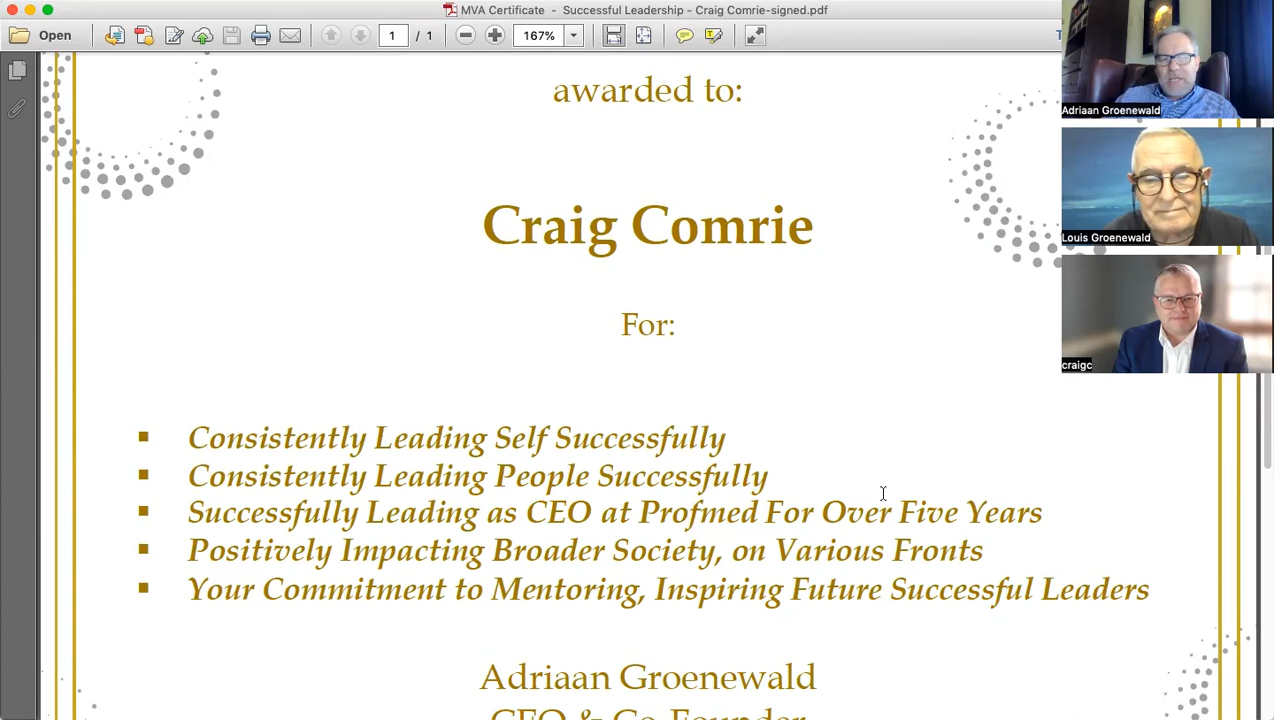 MVA Certificate - Successful Leadership - Craig Comrie-signed.pdf
Open
1 / 1
167%
awarded to:
Craig Comrie
For:
▪ Consistently Leading Self Successfully
▪ Consistently Leading People Successfully
▪ Successfully Leading as CEO at Profmed For Over Five Years
▪ Positively Impacting Broader Society, on Various Fronts
▪ Your Commitment to Mentoring, Inspiring Future Successful Leaders
Adriaan Groenewald
CEO & Co-Founder
Adriaan Groenewald
Louis Groenewald
craigc